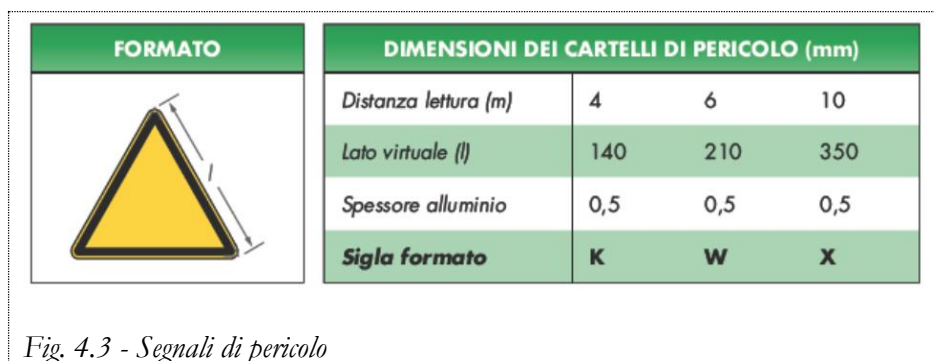 FORMATO
l
DIMENSIONI DEI CARTELLI DI PERICOLO (mm)
Distanza lettura (m) 4 6 10
Lato virtuale (l) 140 210 350
Spessore alluminio 0,5 0,5 0,5
Sigla formato K W X
Fig. 4.3 - Segnali di pericolo